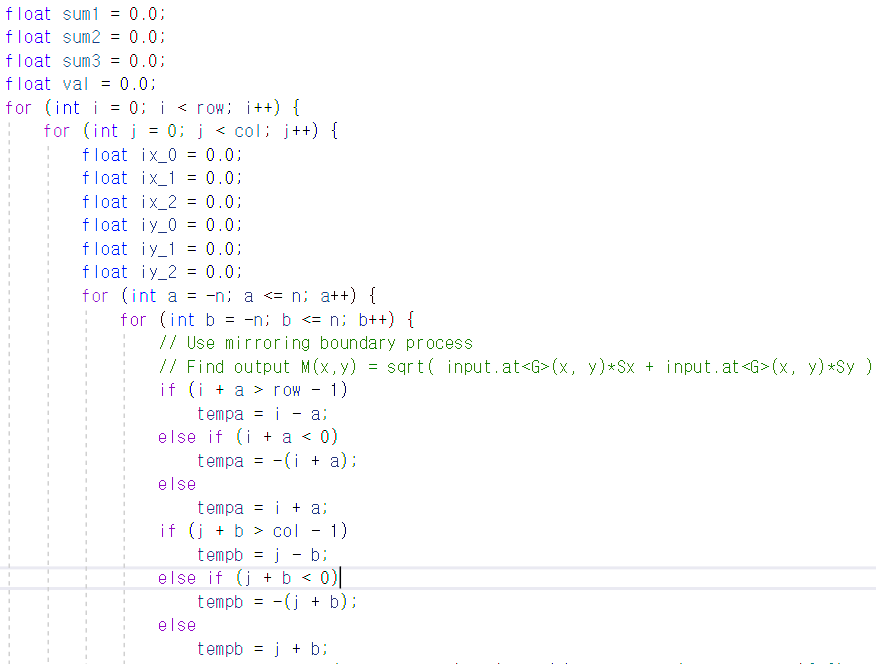 float sum1 = 0.0;
float sum2 = 0.0;
float sum3 = 0.0;
float val = 0.0;
for (int i = 0; i < row; i++) {
for (int j = 0; j < col; j++) {
float ix_0 = 0.0;
float ix_1 = 0.0;
float ix_2 = 0.0;
float iy_0 = 0.0;
float iy_1 = 0.0;
float iy_2 = 0.0;
for (int a = -n; a <= n; a++) {
for (int b = -n; b <= n; b++) {
// Use mirroring boundary process
// Find output M(x,y) = sqrt( input.at<G>(x, y)*Sx + input.at<G>(x, y)*Sy )
if (i + a > row - 1)
tempa = i - a;
else if (i + a < 0)
tempa = -(i + a);
else
tempa = i + a;
if (j + b > col - 1)
tempb = j - b;
else if (j + b < 0)
tempb = -(j + b);
else
tempb = j + b;